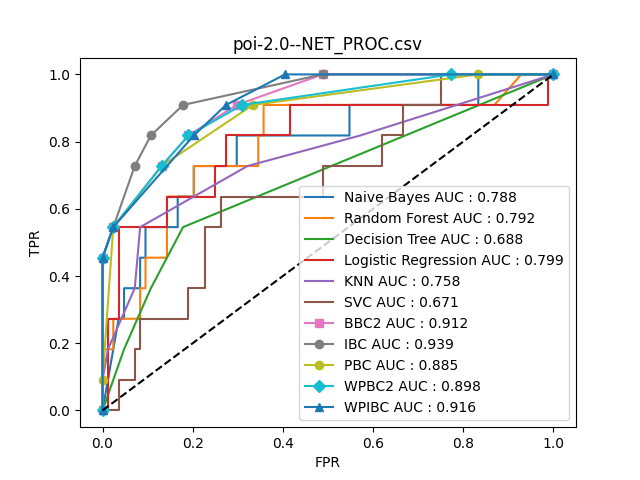 poi-2.0--NET_PROC.csv
1.0
0.8
0.6
0.4
0.2
0.0
TPR
Naive Bayes AUC : 0.788
Random Forest AUC : 0.792
Decision Tree AUC : 0.688
Logistic Regression AUC : 0.799
KNN AUC : 0.758
SVC AUC : 0.671
BBC2 AUC : 0.912
IBC AUC : 0.939
PBC AUC : 0.885
WPBC2 AUC : 0.898
WPIBC AUC : 0.916
0.0 0.2 0.4 0.6 0.8 1.0
FPR